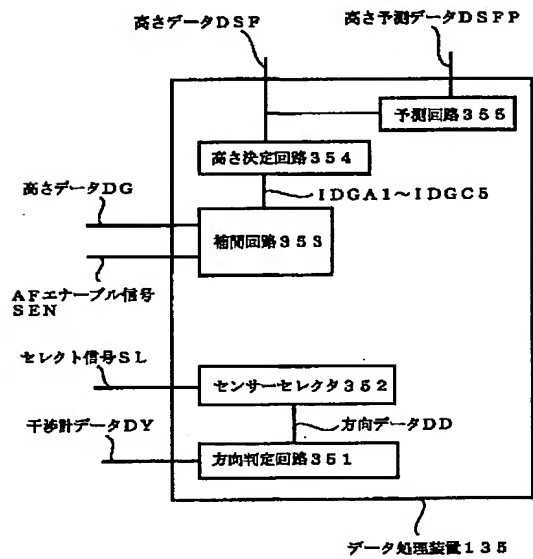 高さデータDSF
高さ予測データDSFP
予測回路355
高さ決定回路354
高さデータDG
IDGA1～IDGC5
補間回路353
AFエナーブル信号
SEN
セレクト信号SL
センサーセレクタ352
干渉計データDY
方向データDD
方向判定回路351
データ処理装置135